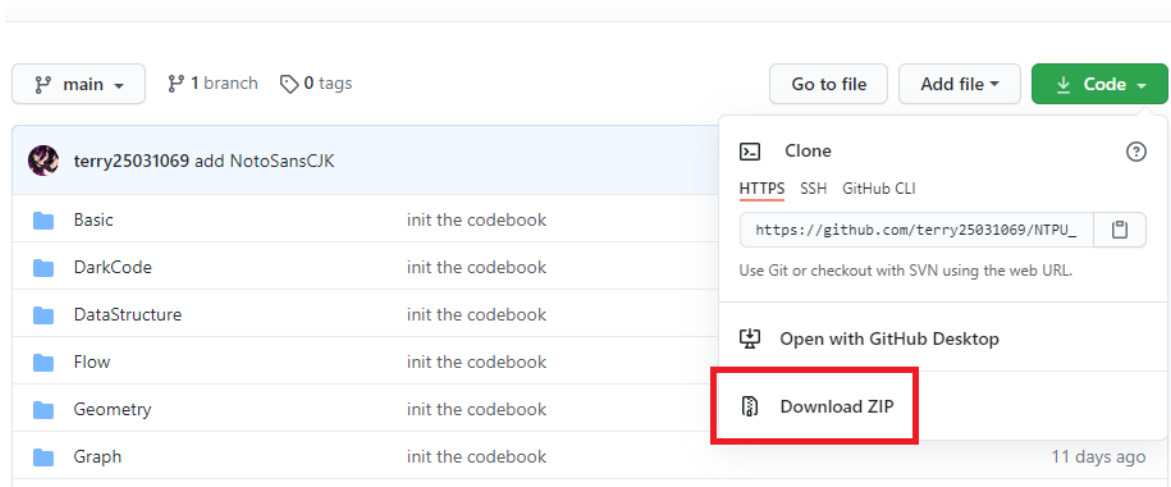 main 1 branch 0 tags Go to file Add file Code
terry25031069 add NotoSansCJK
Basic init the codebook
DarkCode init the codebook
DataStructure init the codebook
Flow init the codebook
Geometry init the codebook
Graph init the codebook 11 days ago
Clone
HTTPS SSH GitHub CLI
https://github.com/terry25031069/NTPU_
Use Git or checkout with SVN using the web URL.
Open with GitHub Desktop
Download ZIP